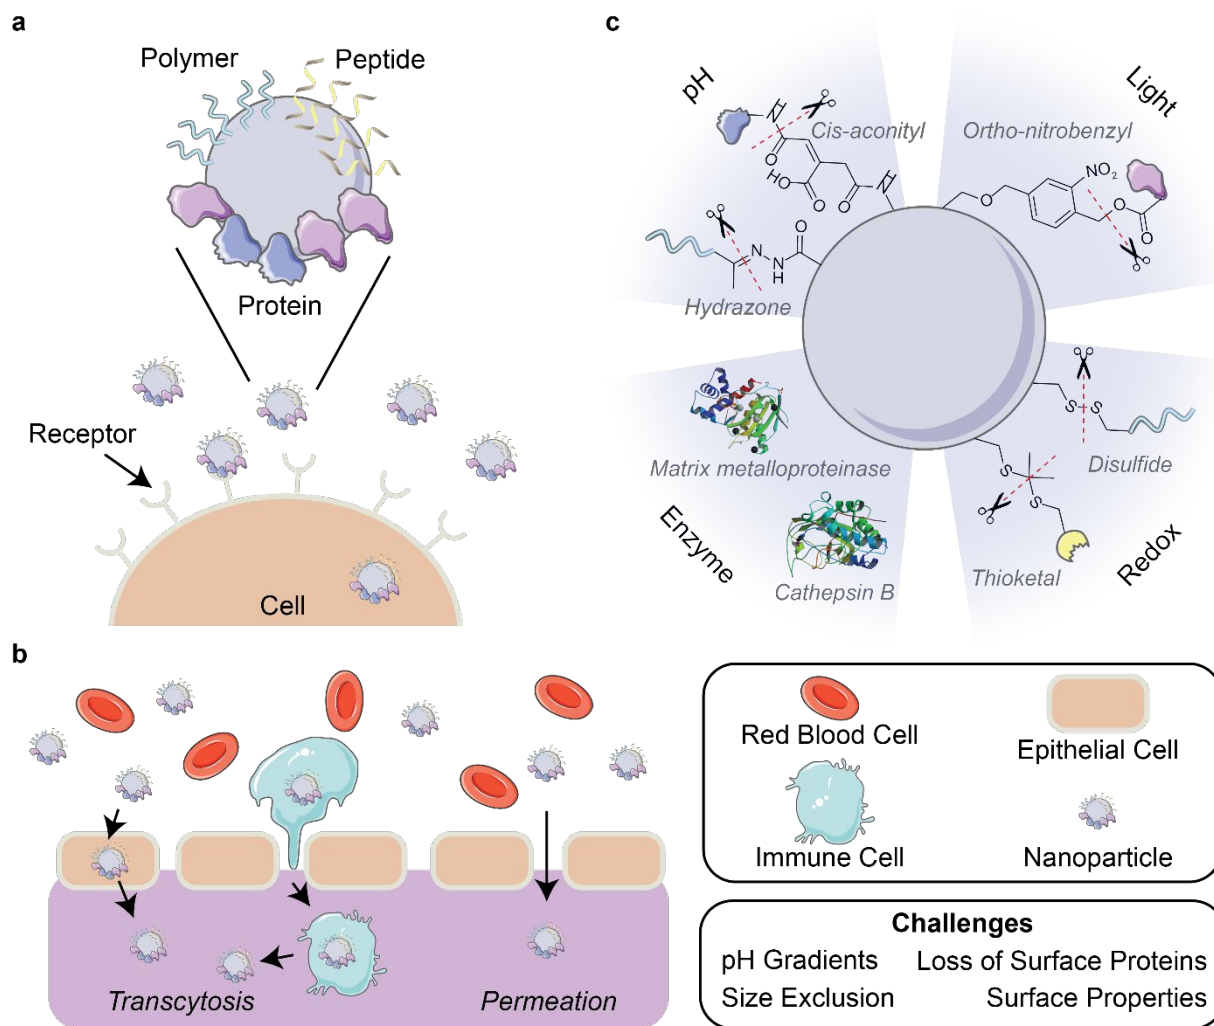 a
Polymer
Peptide
Protein
Receptor
Cell
c
pH
Light
Cis-aconityl
Ortho-nitrobenzyl
H
N
O
HO
O
O
H
N
NO2
O
O
O
N
NH
O
Hydrazone
Matrix metalloproteinase
Cathepsin B
Enzyme
S
S
Disulfide
S
S
Thioketal
Redox
b
Transcytosis
Permeation
Red Blood Cell
Epithelial Cell
Immune Cell
Nanoparticle
Challenges
pH Gradients
Loss of Surface Proteins
Size Exclusion
Surface Properties